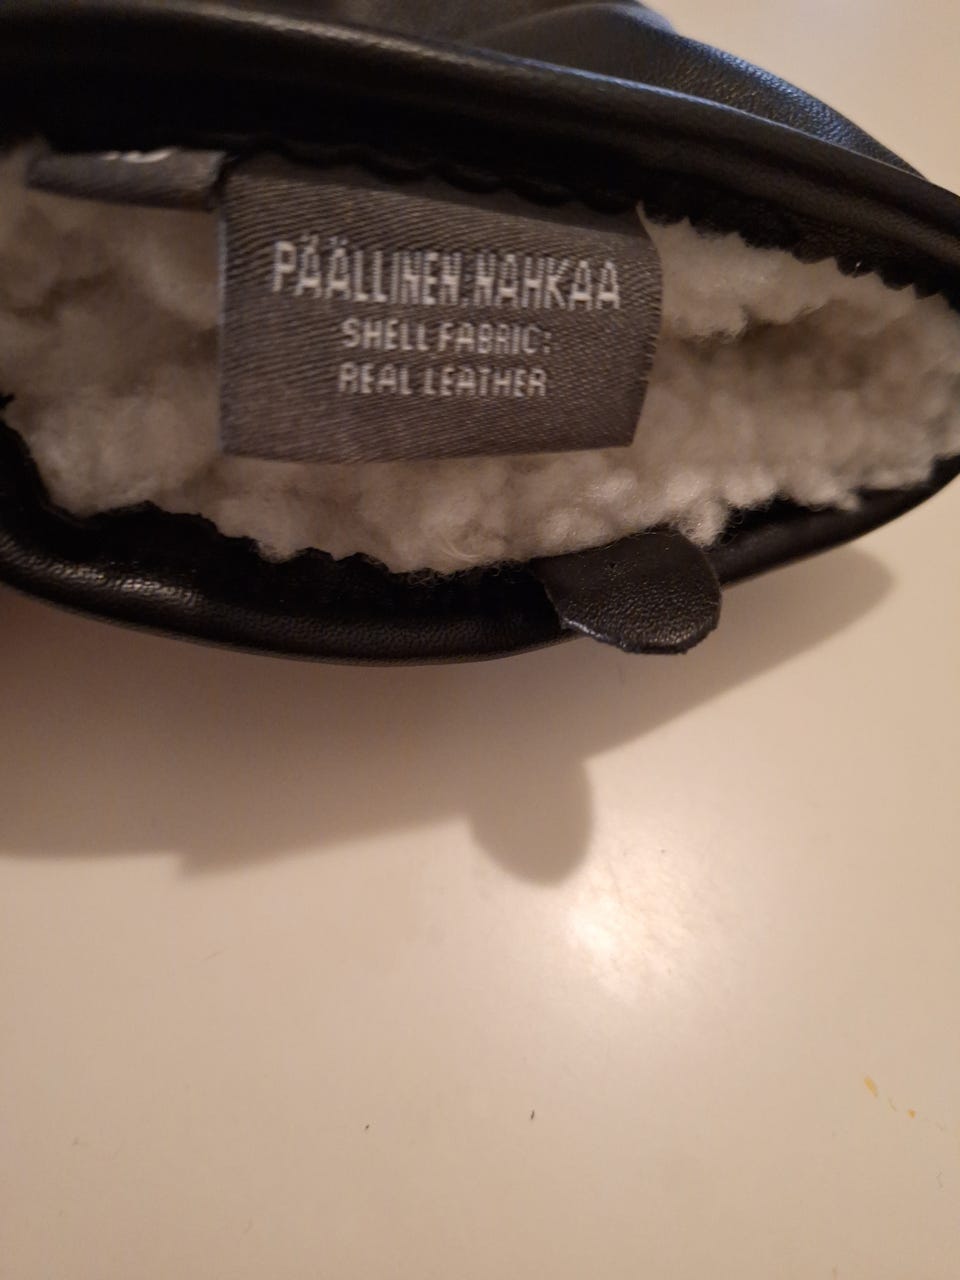 PÄÄLLINEN: NAHKAA
SHELL FABRIC:
REAL LEATHER